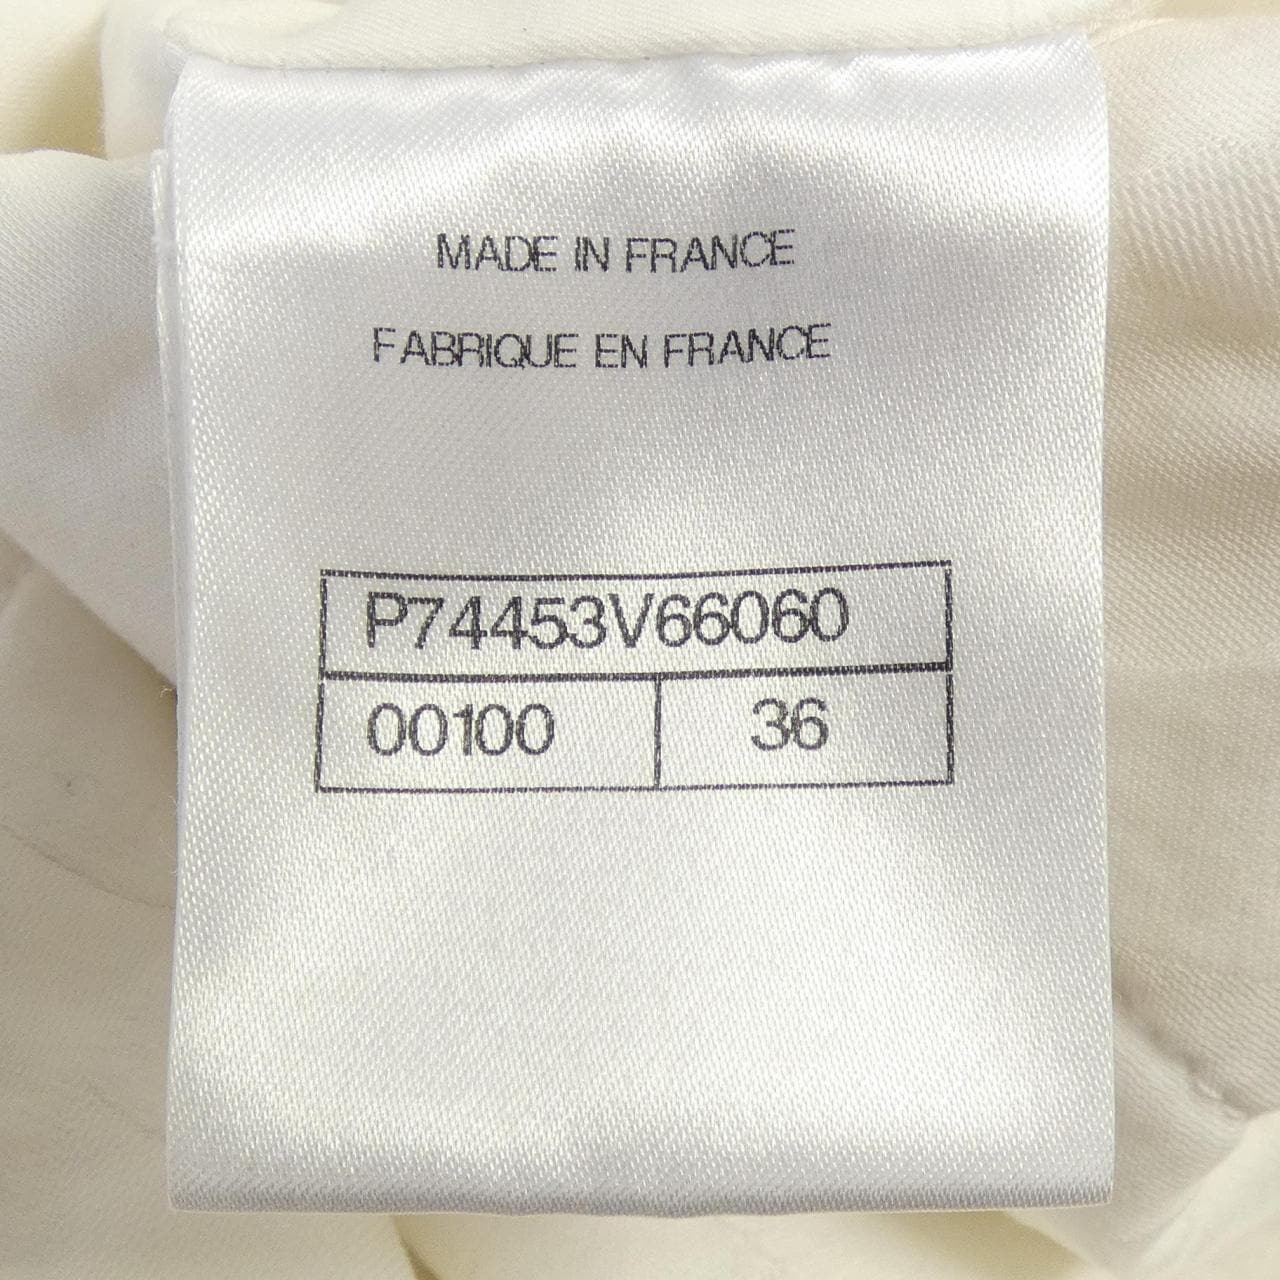 MADE IN FRANCE
FABRIQUE EN FRANCE
P74453V66060
00100 36